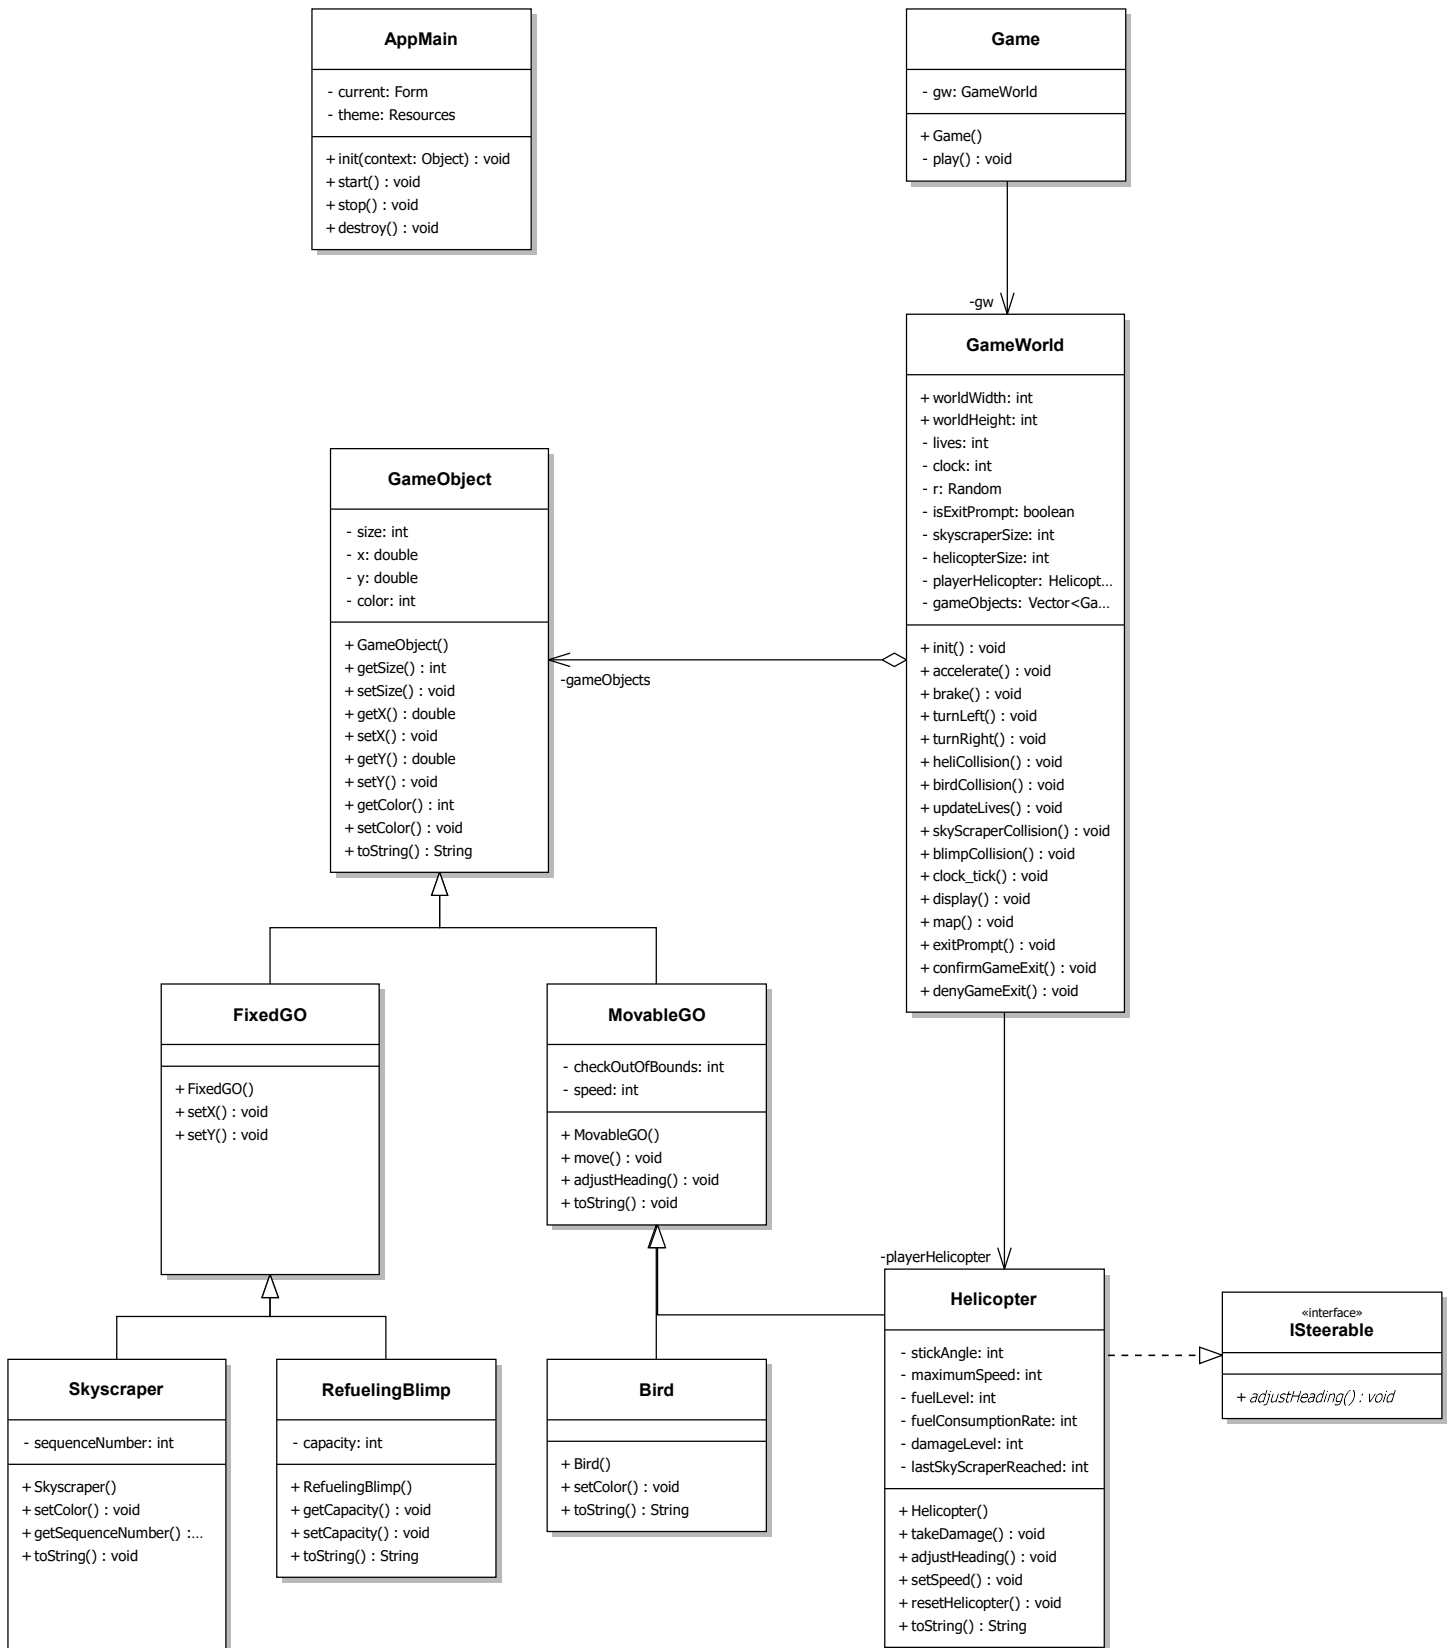 AppMain
- current: Form
- theme: Resources
+ init(context: Object) : void
+ start() : void
+ stop() : void
+ destroy() : void
Game
- gw: GameWorld
+ Game()
- play() : void
-gw
GameWorld
+ worldWidth: int
+ worldHeight: int
- lives: int
- clock: int
- r: Random
- isExitPrompt: boolean
- skyscraperSize: int
- helicopterSize: int
- playerHelicopter: Helicopt...
- gameObjects: Vector<Ga...
+ init() : void
+ accelerate() : void
+ brake() : void
+ turnLeft() : void
+ turnRight() : void
+ heliCollision() : void
+ birdCollision() : void
+ updateLives() : void
+ skyScraperCollision() : void
+ blimpCollision() : void
+ clock_tick() : void
+ display() : void
+ map() : void
+ exitPrompt() : void
+ confirmGameExit() : void
+ denyGameExit() : void
GameObject
- size: int
- x: double
- y: double
- color: int
+ GameObject()
+ getSize() : int
+ setSize() : void
+ getX() : double
+ setX() : void
+ getY() : double
+ setY() : void
+ getColor() : int
+ setColor() : void
+ toString() : String
-gameObjects
FixedGO
+ FixedGO()
+ setX() : void
+ setY() : void
MovableGO
- checkOutOfBounds: int
- speed: int
+ MovableGO()
+ move() : void
+ adjustHeading() : void
+ toString() : void
-playerHelicopter
Skyscraper
- sequenceNumber: int
+ Skyscraper()
+ setColor() : void
+ getSequenceNumber() :...
+ toString() : void
RefuelingBlimp
- capacity: int
+ RefuelingBlimp()
+ getCapacity() : void
+ setCapacity() : void
+ toString() : String
Bird
+ Bird()
+ setColor() : void
+ toString() : String
Helicopter
- stickAngle: int
- maximumSpeed: int
- fuelLevel: int
- fuelConsumptionRate: int
- damageLevel: int
- lastSkyScraperReached: int
+ Helicopter()
+ takeDamage() : void
+ adjustHeading() : void
+ setSpeed() : void
+ resetHelicopter() : void
+ toString() : String
«interface»
ISteerable
+ adjustHeading() : void